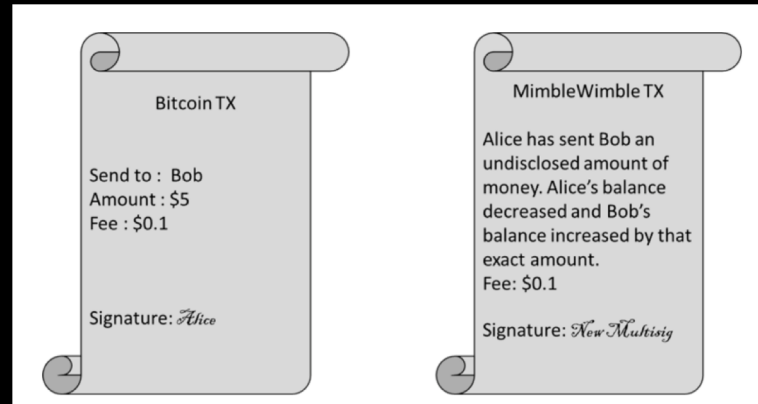 Bitcoin TX
Send to : Bob
Amount : $5
Fee : $0.1
Signature: Alice
MimbleWimble TX
Alice has sent Bob an
undisclosed amount of
money. Alice’s balance
decreased and Bob’s
balance increased by that
exact amount.
Fee: $0.1
Signature: New Multisig